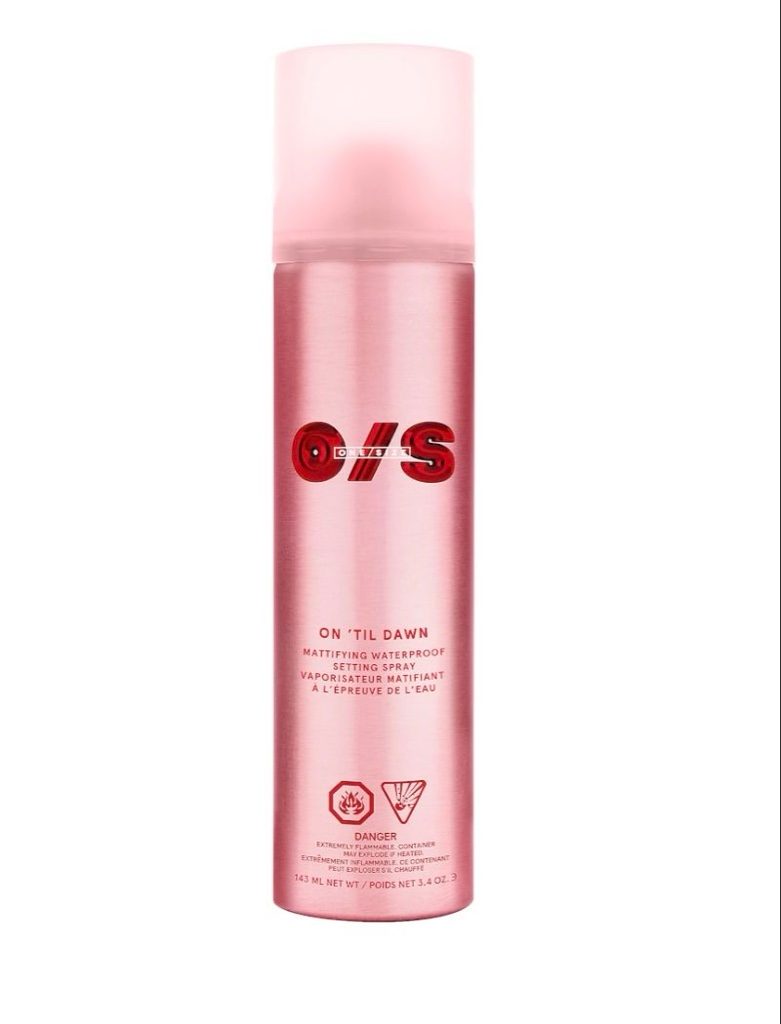 O/S
ONE/SIZE
ON 'TIL DAWN
MATTIFYING WATERPROOF
SETTING SPRAY
VAPORISATEUR MATIFIANT
À L'ÉPREUVE DE L'EAU
DANGER
EXTREMELY FLAMMABLE. CONTAINER
MAY EXPLODE IF HEATED.
EXTRÊMEMENT INFLAMMABLE. CE CONTENANT
PEUT EXPLOSER S'IL CHAUFFE
143 ML NET WT / POIDS NET 3.4 OZ.